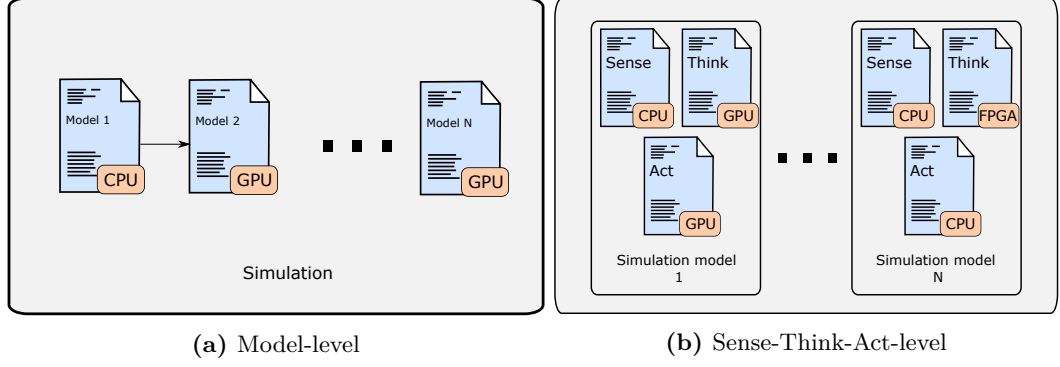 Model 1
CPU
Model 2
GPU
Model N
GPU
Simulation
(a) Model-level
Sense
CPU
Think
GPU
Act
GPU
Simulation model
1
Sense
CPU
Think
FPGA
Act
CPU
Simulation model
N
(b) Sense-Think-Act-level